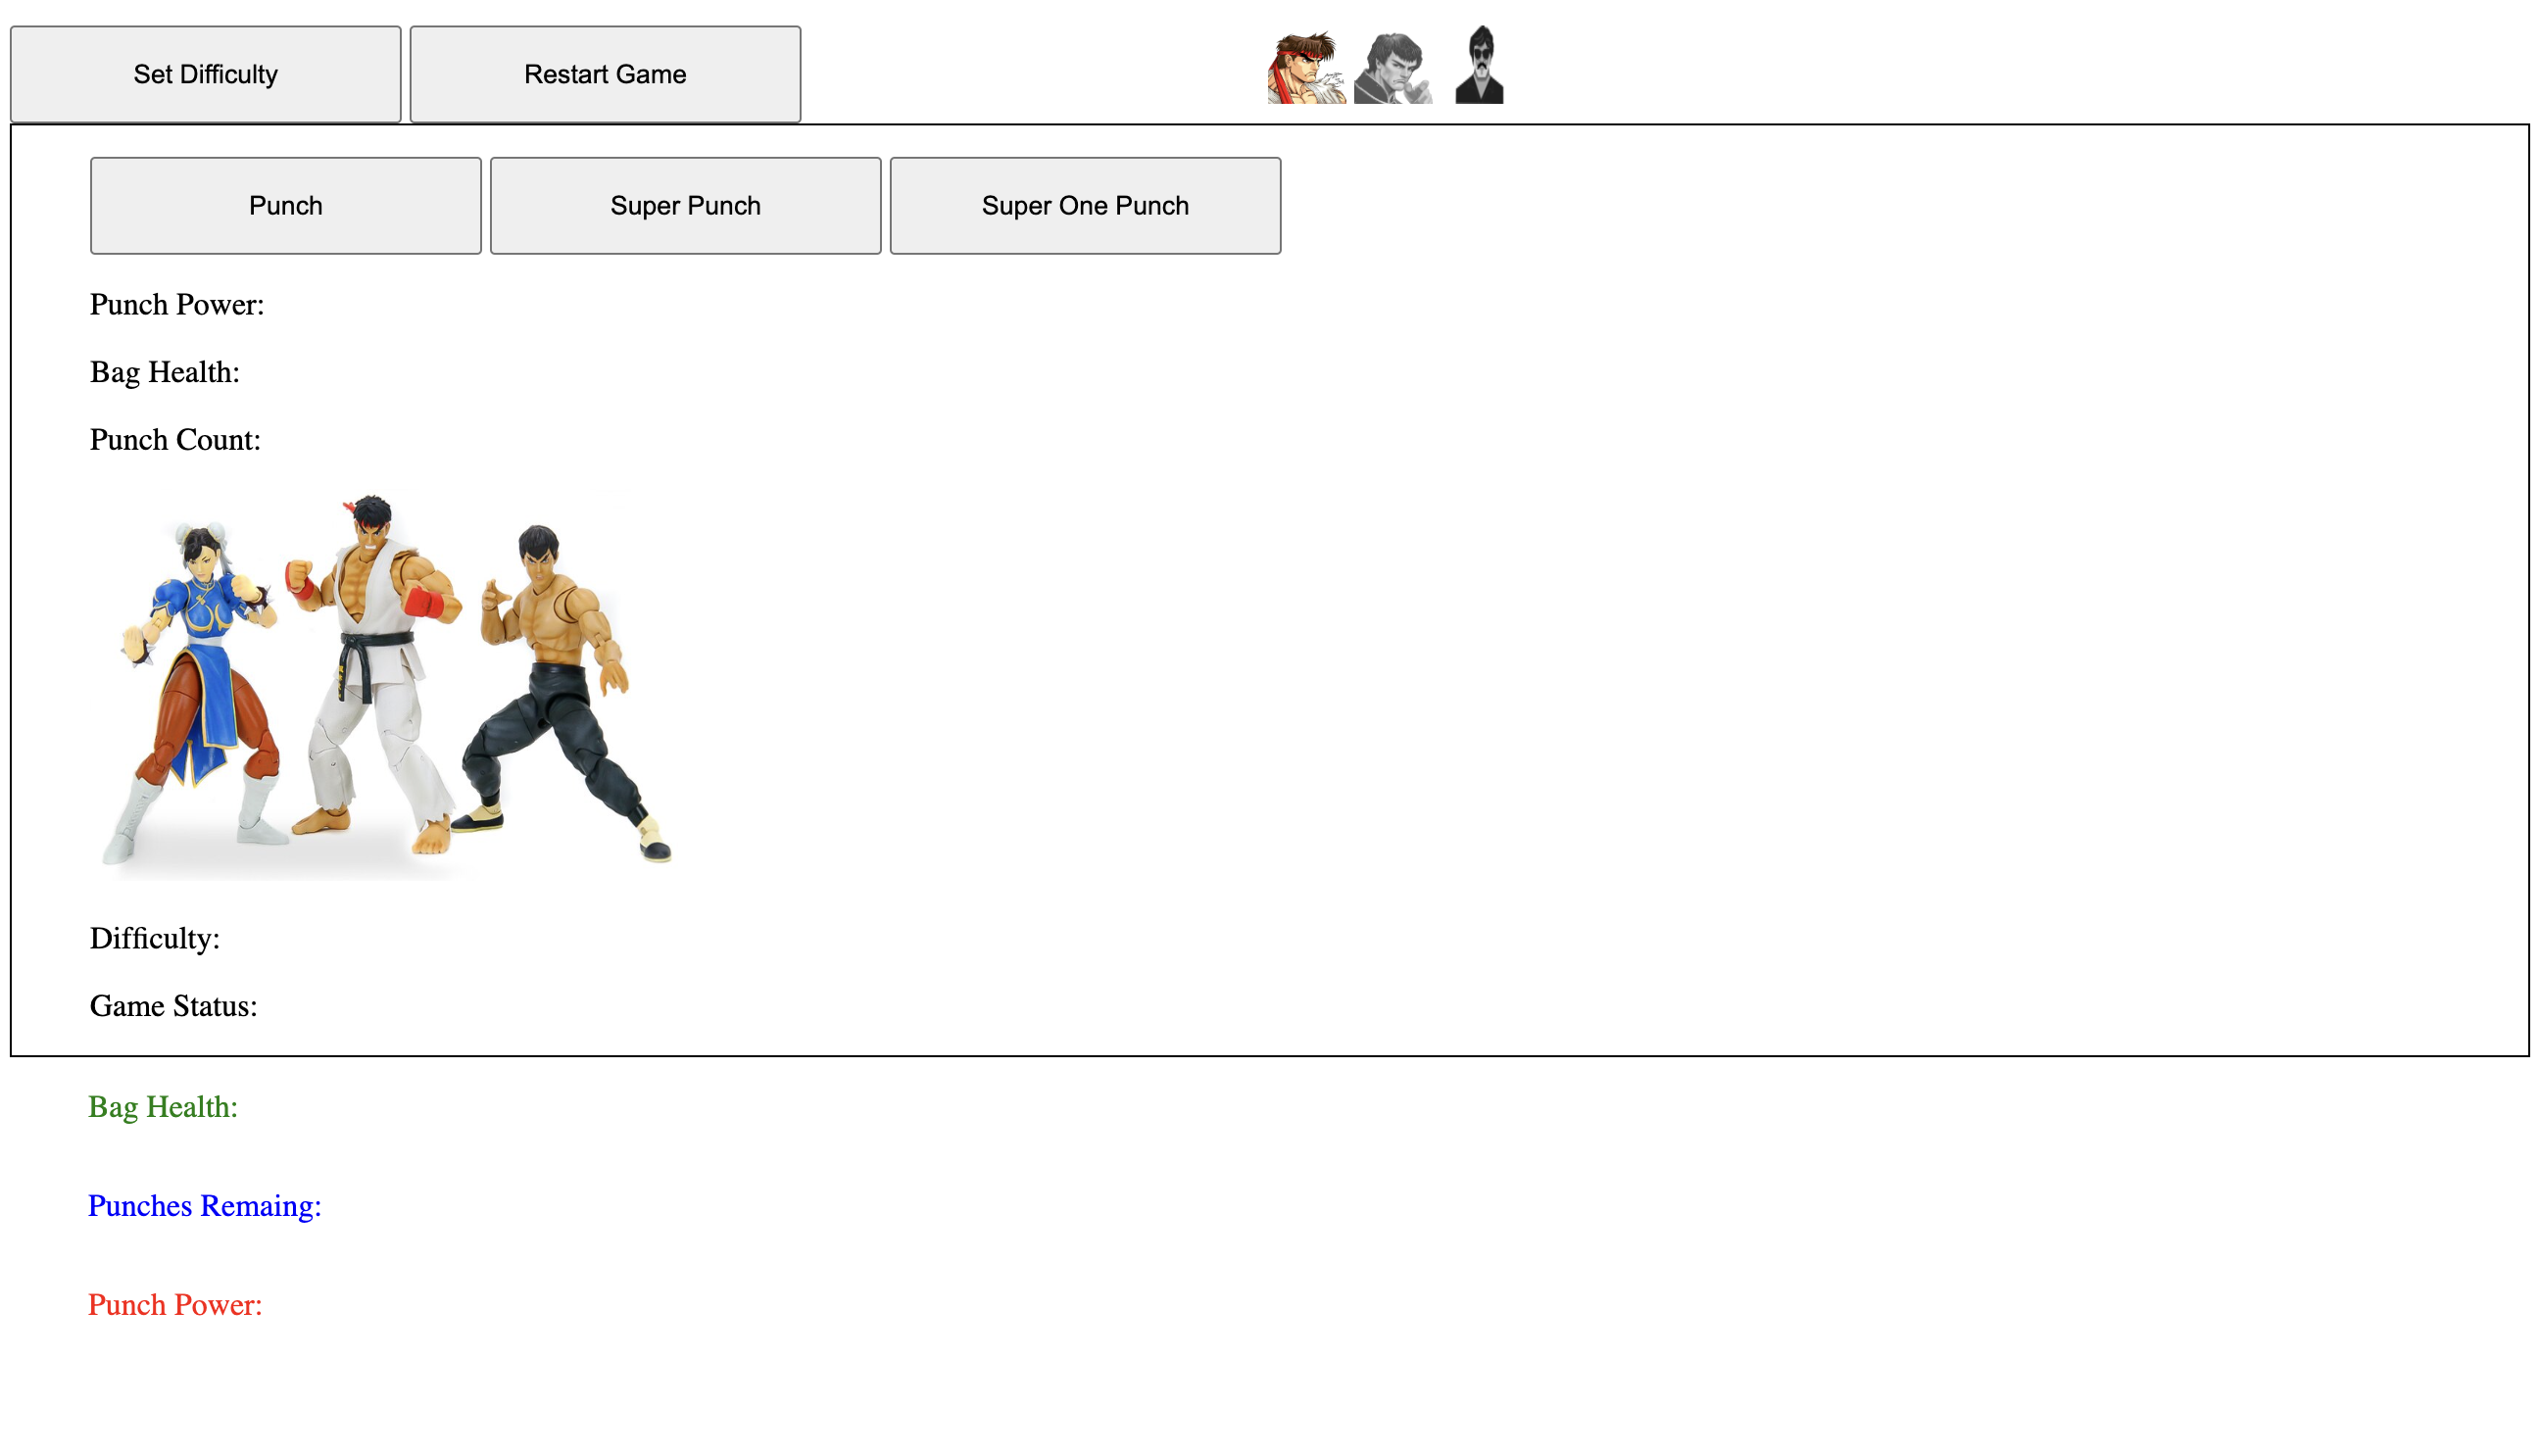 Set Difficulty
Restart Game
Punch
Super Punch
Super One Punch
Punch Power:
Bag Health:
Punch Count:
Difficulty:
Game Status:
Bag Health:
Punches Remaing:
Punch Power: